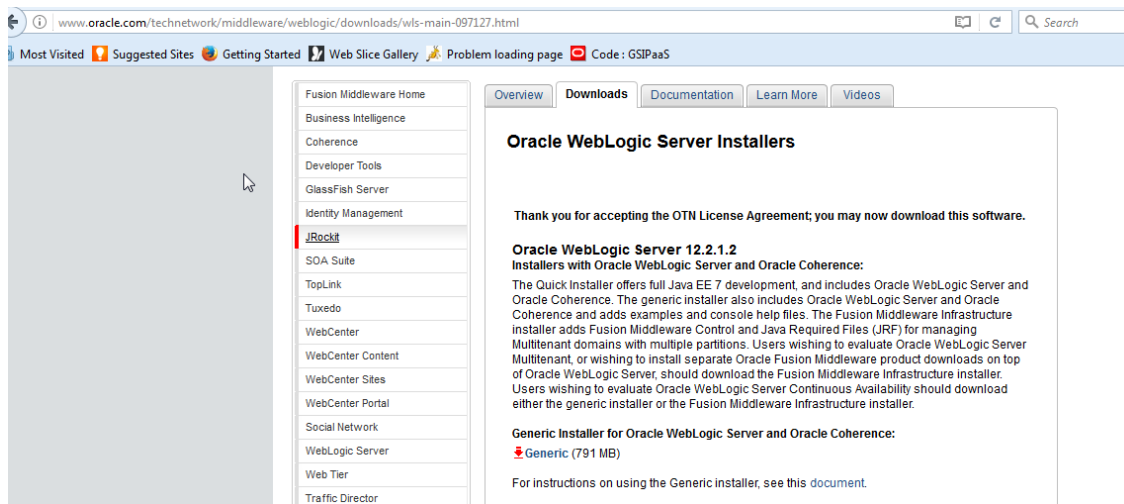 www.oracle.com/technetwork/middleware/weblogic/downloads/wls-main-097127.html
Search
Most Visited Suggested Sites Getting Started Web Slice Gallery Problem loading page Code : GSIPaaS
Fusion Middleware Home
Business Intelligence
Coherence
Developer Tools
GlassFish Server
Identity Management
JRockit
SOA Suite
TopLink
Tuxedo
WebCenter
WebCenter Content
WebCenter Sites
WebCenter Portal
Social Network
WebLogic Server
Web Tier
Traffic Director
Overview Downloads Documentation Learn More Videos
Oracle WebLogic Server Installers
Thank you for accepting the OTN License Agreement; you may now download this software.
Oracle WebLogic Server 12.2.1.2
Installers with Oracle WebLogic Server and Oracle Coherence:
The Quick Installer offers full Java EE 7 development, and includes Oracle WebLogic Server and
Oracle Coherence. The generic installer also includes Oracle WebLogic Server and Oracle
Coherence and adds examples and console help files. The Fusion Middleware Infrastructure
installer adds Fusion Middleware Control and Java Required Files (JRF) for managing
Multitenant domains with multiple partitions. Users wishing to evaluate Oracle WebLogic Server
Multitenant, or wishing to install separate Oracle Fusion Middleware product downloads on top
of Oracle WebLogic Server, should download the Fusion Middleware Infrastructure installer.
Users wishing to evaluate Oracle WebLogic Server Continuous Availability should download
either the generic installer or the Fusion Middleware Infrastructure installer.
Generic Installer for Oracle WebLogic Server and Oracle Coherence:
Generic (791 MB)
For instructions on using the Generic installer, see this document.